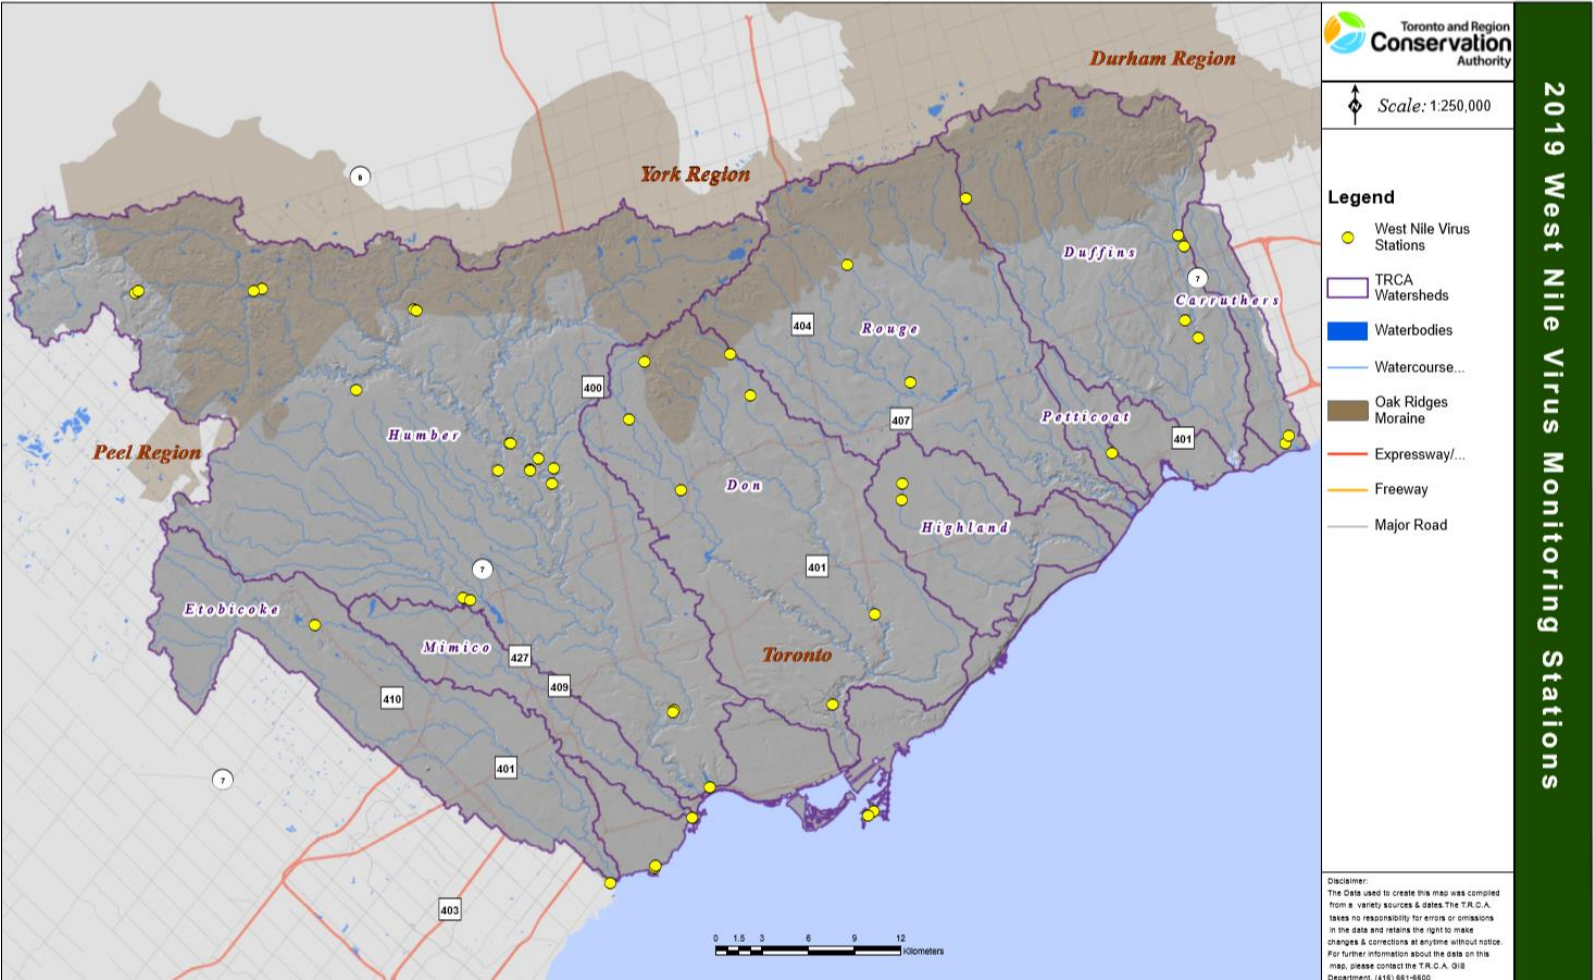 Durham Region
York Region
Peel Region
Toronto
Duffins
Carruthers
Rouge
Petticoat
Humber
Don
Highland
Etobicoke
Mimico
9
7
404
400
407
401
7
401
427
409
410
401
7
403
0 1.5 3 6 9 12
Kilometers
Toronto and Region
Conservation
Authority
N
Scale: 1:250,000
Legend
West Nile Virus
Stations
TRCA
Watersheds
Waterbodies
Watercourse...
Oak Ridges
Moraine
Expressway/...
Freeway
Major Road
Disclaimer:
The Data used to create this map was compiled
from a variety sources & dates. The T.R.C.A.
takes no responsibility for errors or omissions
in the data and retains the right to make
changes & corrections at anytime without notice.
For further information about the data on this
map, please contact the T.R.C.A. GIS
Department. (416) 661-6600
2019 West Nile Virus Monitoring Stations